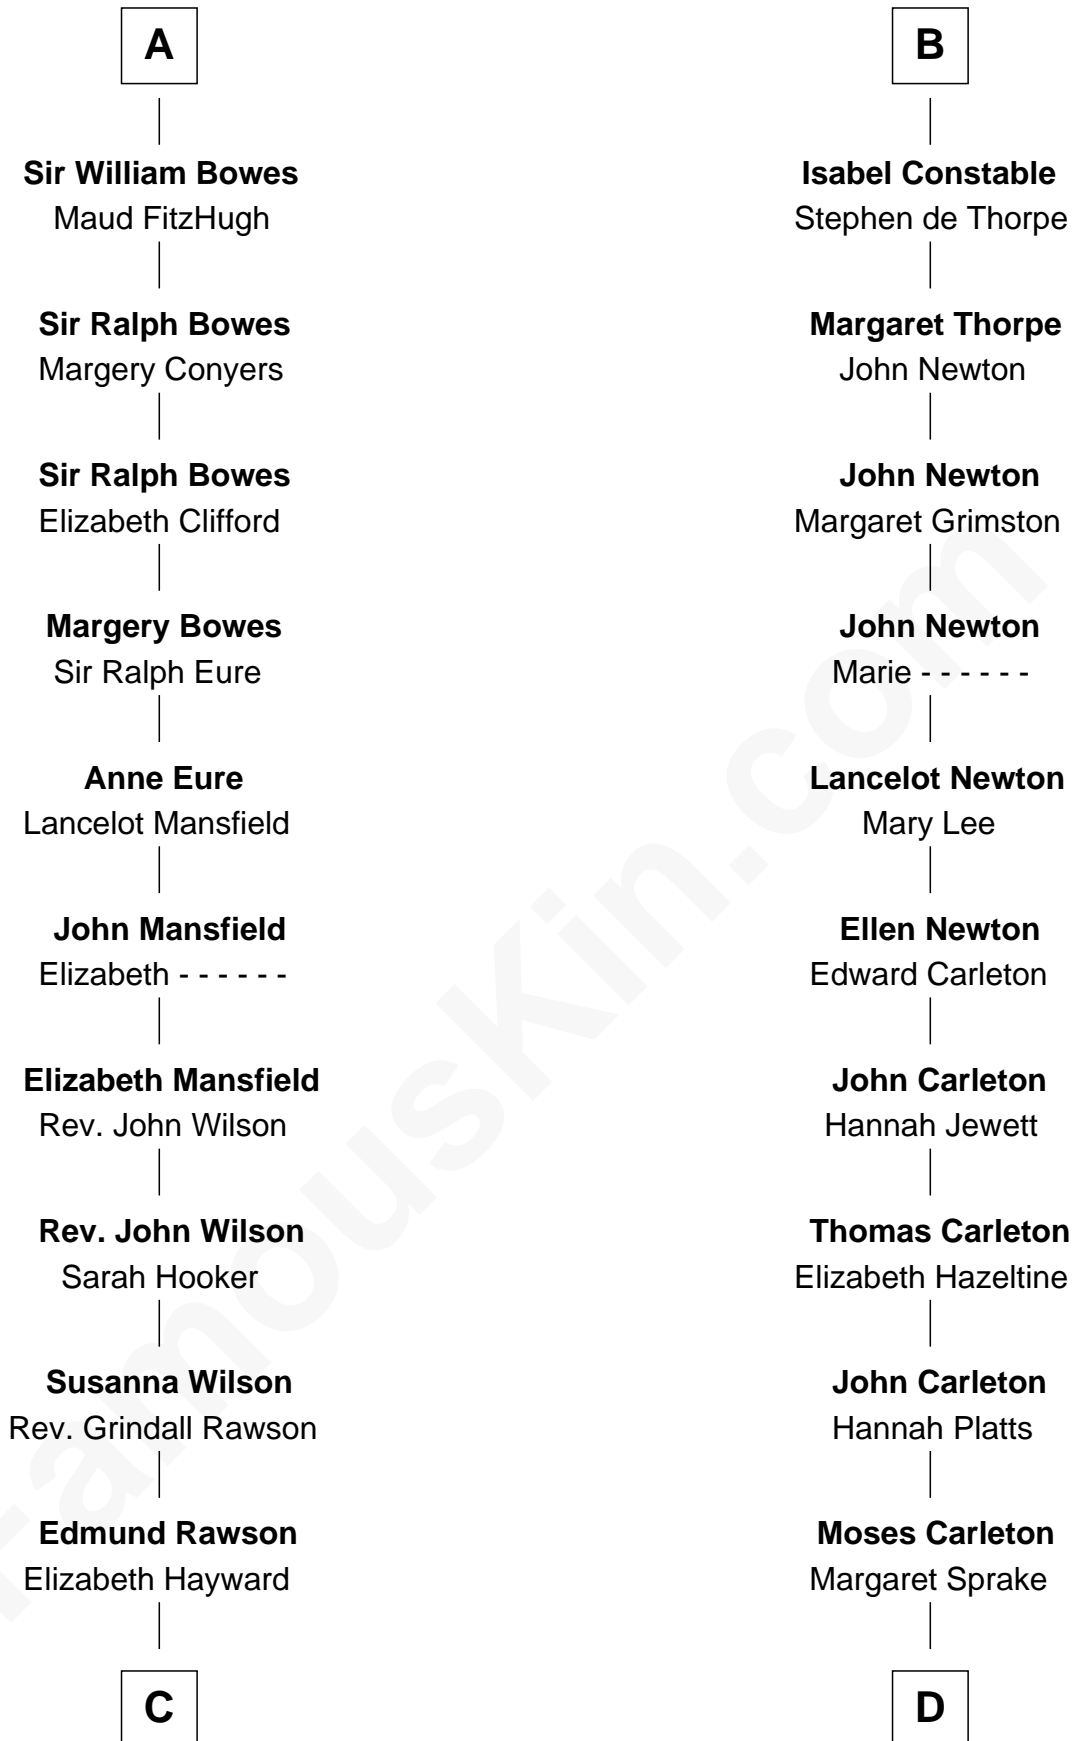 A
Sir William Bowes
Maud FitzHugh
Sir Ralph Bowes
Margery Conyers
Sir Ralph Bowes
Elizabeth Clifford
Margery Bowes
Sir Ralph Eure
Anne Eure
Lancelot Mansfield
John Mansfield
Elizabeth - - - - - -
Elizabeth Mansfield
Rev. John Wilson
Rev. John Wilson
Sarah Hooker
Susanna Wilson
Rev. Grindall Rawson
Edmund Rawson
Elizabeth Hayward
C
B
Isabel Constable
Stephen de Thorpe
Margaret Thorpe
John Newton
John Newton
Margaret Grimston
John Newton
Marie - - - - - -
Lancelot Newton
Mary Lee
Ellen Newton
Edward Carleton
John Carleton
Hannah Jewett
Thomas Carleton
Elizabeth Hazeltine
John Carleton
Hannah Platts
Moses Carleton
Margaret Sprake
D
FamousKin.com